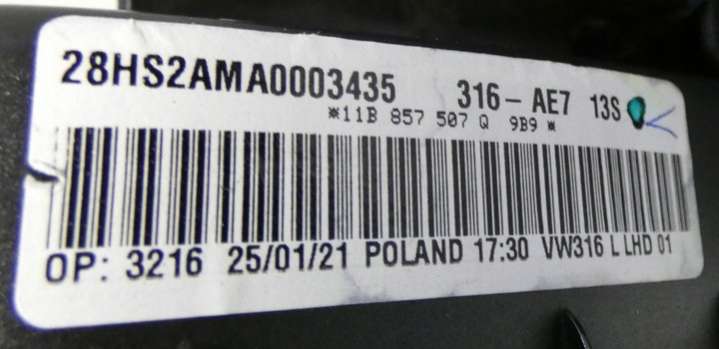 28HS2AMA0003435 316-AE7 13S
*11B 857 507 Q 9B9 *
OP: 3216 25/01/21 POLAND 17:30 VW316 L LHD 01